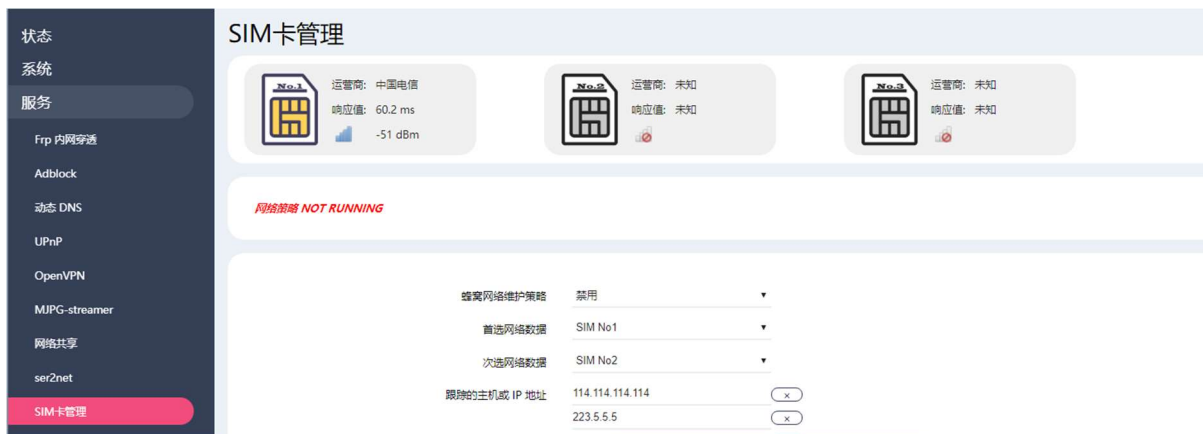 状态
系统
服务
Frp 内网穿透
Adblock
动态 DNS
UPnP
OpenVPN
MJPG-streamer
网络共享
ser2net
SIM卡管理
SIM卡管理
No.1
运营商: 中国电信
响应值: 60.2 ms
-51 dBm
No.2
运营商: 未知
响应值: 未知
No.3
运营商: 未知
响应值: 未知
网络策略 NOT RUNNING
蜂窝网络维护策略 禁用
首选网络数据 SIM No1
次选网络数据 SIM No2
跟踪的主机或 IP 地址 114.114.114.114 x
223.5.5.5 x